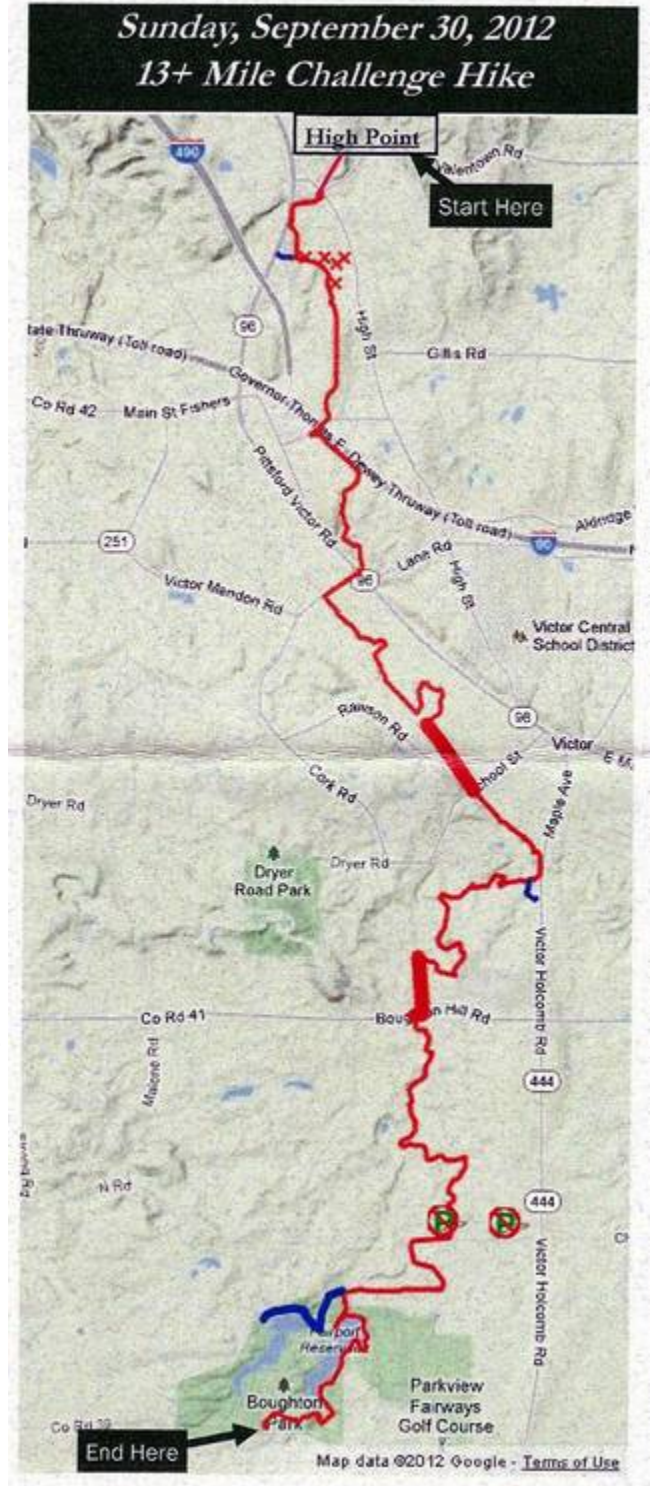 Sunday, September 30, 2012
13+ Mile Challenge Hike
High Point
490
Valentown Rd
Start Here
96
High St
Gillis Rd
tate Thruway (Toll road)
Co Rd 42
Main St Fishers
Governor Thomas E. Dewey Thruway (Toll road)
Pittsford Victor Rd
Aldridge
251
90
Lane Rd
High St
96
Victor Mendon Rd
Victor Central
School District
Rawson Rd
96
Victor
E M
chool St
Cork Rd
Maple Ave
Dryer Rd
Dryer
Road Park
Dryer Rd
Victor Holcomb Rd
Co Rd 41
Hill Rd
Malone Rd
444
N Rd
P
P
444
Victor Holcomb Rd
Boughton
Park
Parkview
Fairways
Golf Course
Co Rd 39
End Here
Map data ©2012 Google - Terms of Use